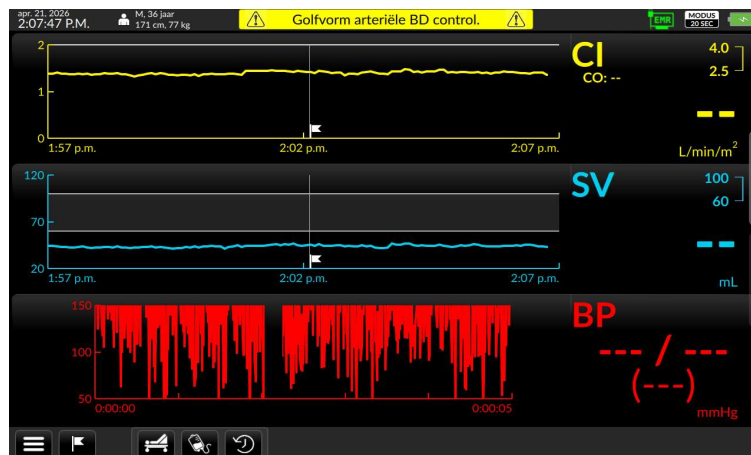 apr. 21, 2026
2:07:47 P.M.
M, 36 jaar
171 cm, 77 kg
Golfvorm arteriële BD control.
EMR
MODUS
20 SEC
2
1
0
1:57 p.m.
2:02 p.m.
2:07 p.m.
CI
CO: --
4.0
2.5
--
L/min/m²
120
70
20
1:57 p.m.
2:02 p.m.
2:07 p.m.
SV
100
60
--
mL
150
100
50
0:00:00
0:00:05
BP
--- / ---
(---)
mmHg